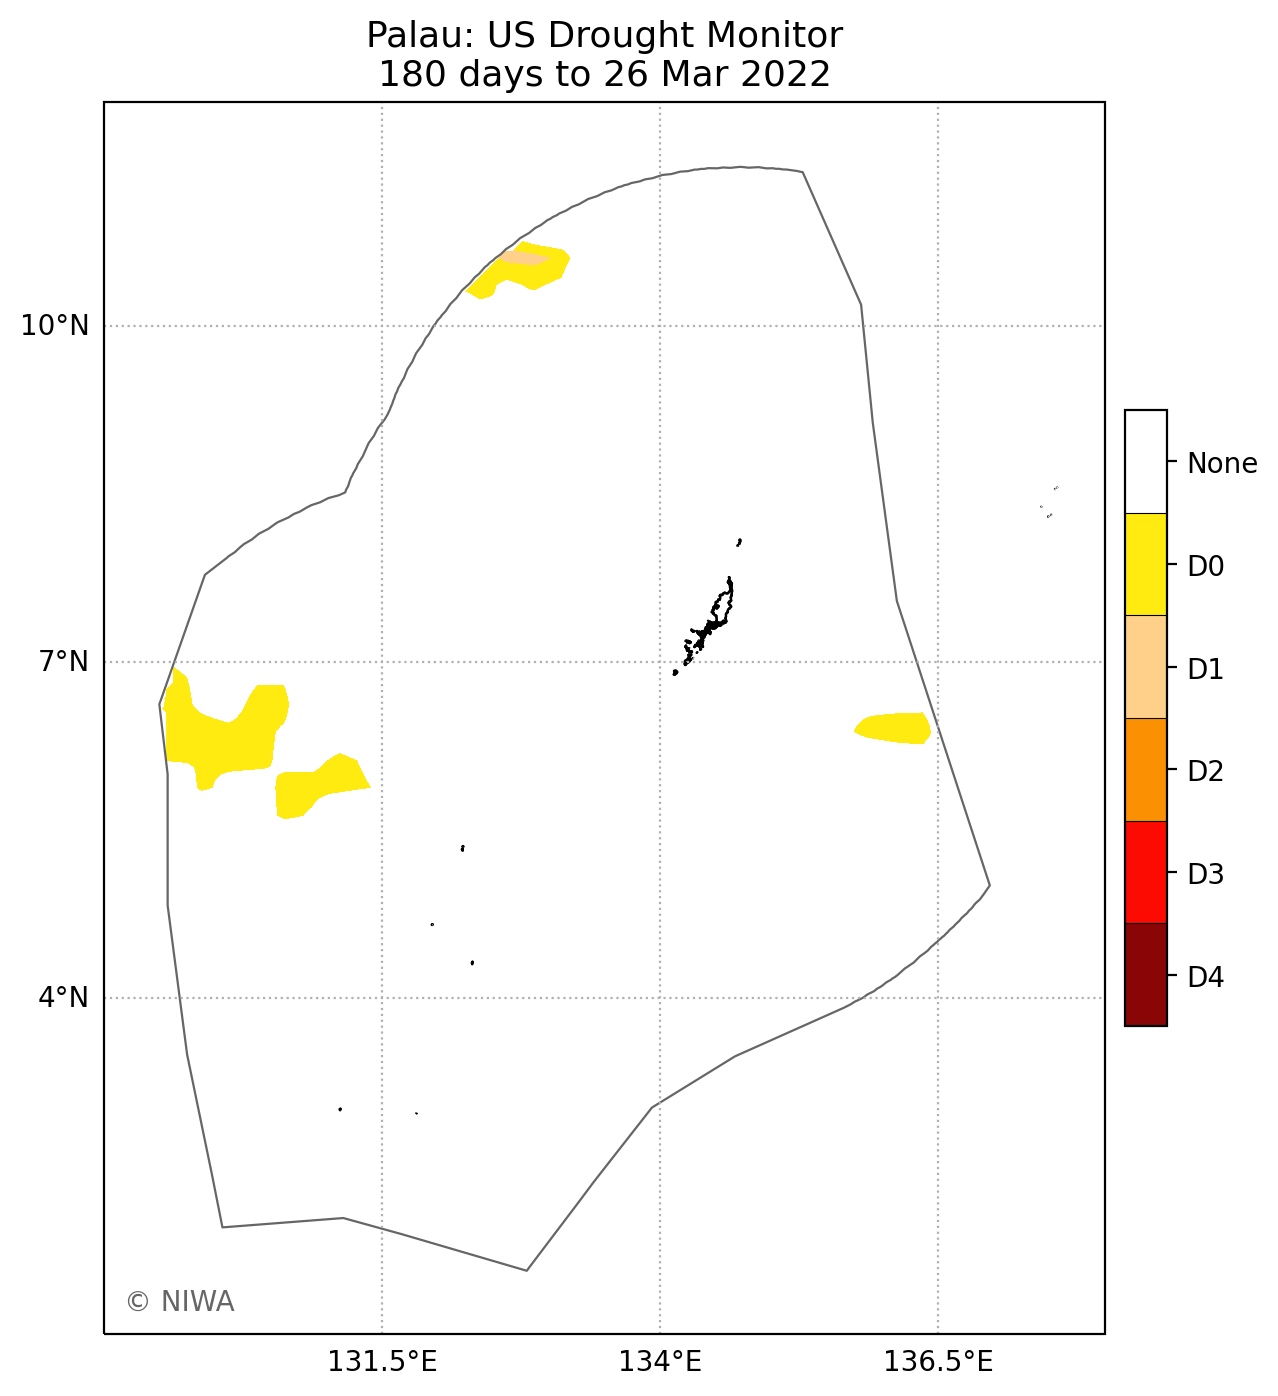 Palau: US Drought Monitor
180 days to 26 Mar 2022
10°N
7°N
4°N
131.5°E
134°E
136.5°E
None
D0
D1
D2
D3
D4
© NIWA